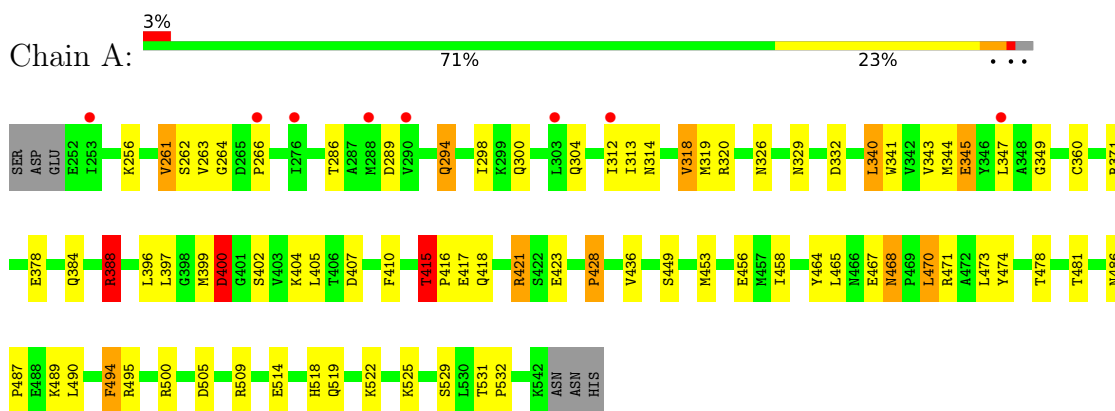 3%
Chain A:
71% 23% • • •
SER ASP GLU E252 I253 K256 V261 S262 V263 G264 D265 P266 I276 T286 A287 M288 D289 V290 Q294 I298 K299 Q300 L303 Q304 I312 I313 N314 V318 M319 R320 N326 N329 D332 L340 W341 V342 V343 M344 E345 Y346 L347 A348 G349 C360
E378 Q384 R388 L396 L397 G398 M399 D400 G401 S402 V403 K404 L405 T406 D407 F410 T415 P416 E417 Q418 R421 S422 E423 P428 V436 S449 M453 E456 M457 I458 Y464 L465 N466 E467 N468 P469 L470 R471 A472 L473 Y474 T478 T481
P487 E488 K489 L490 F494 R495 R500 D505 R509 E514 H518 Q519 K522 K525 S529 L530 T531 P532 K542 ASN ASN HIS